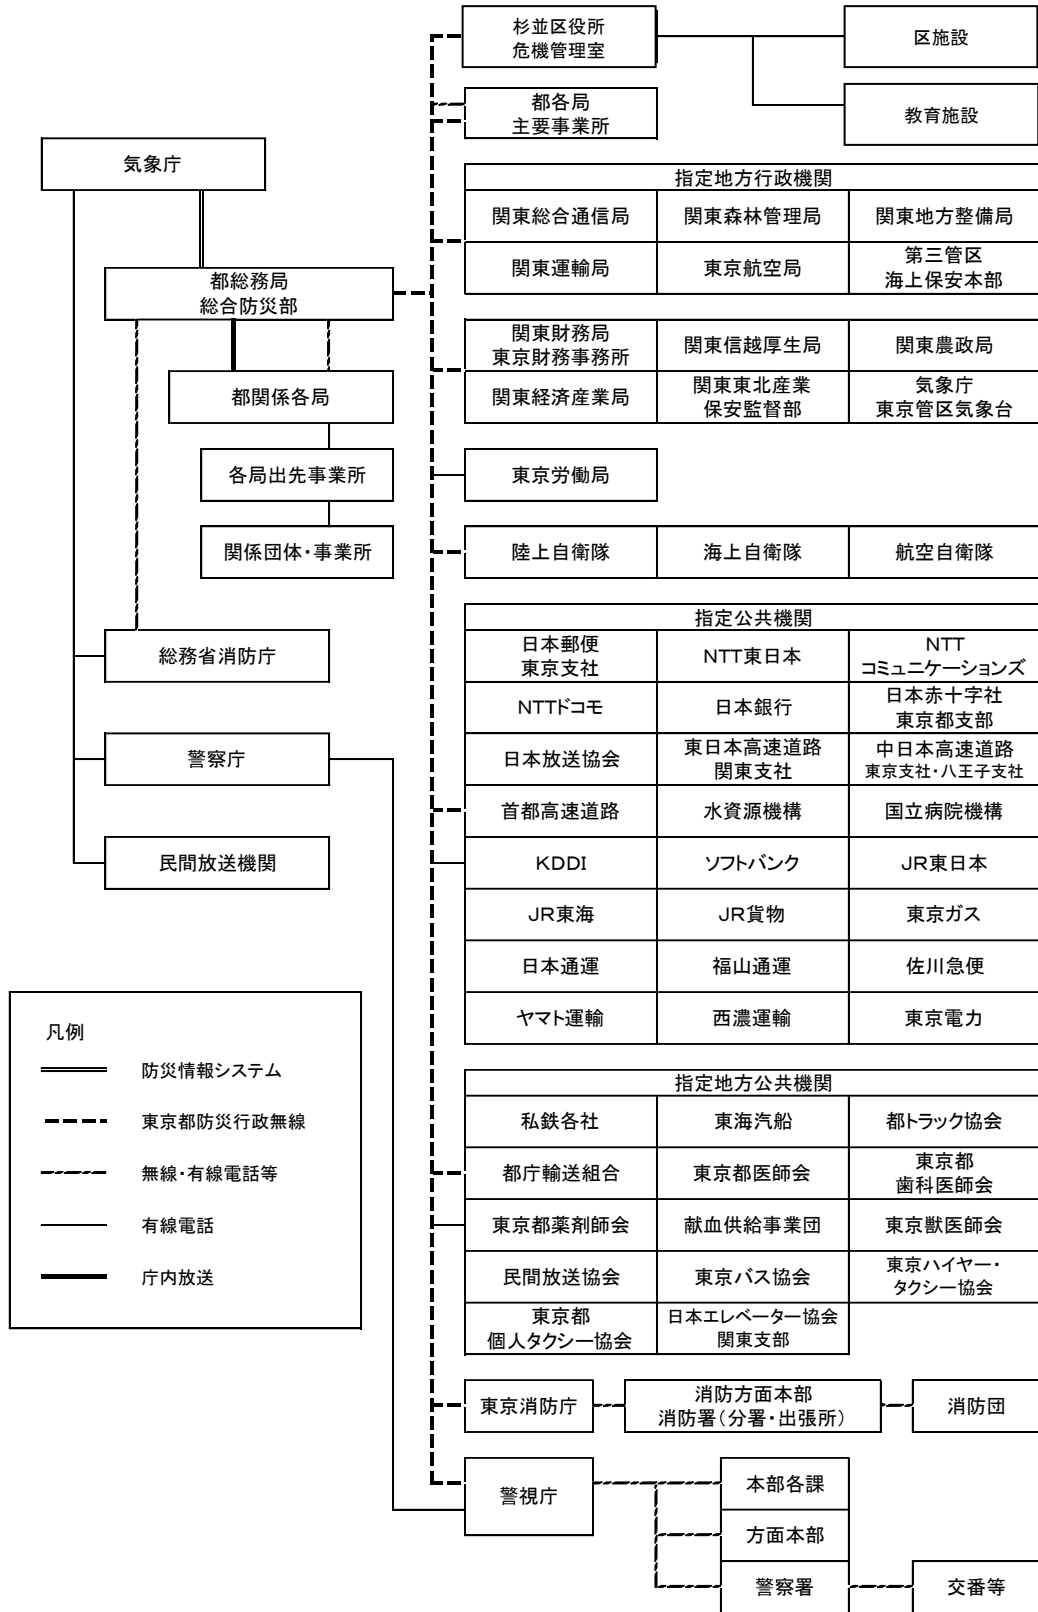 杉並区役所
危機管理室
区施設
都各局
主要事業所
教育施設
気象庁
指定地方行政機関
関東総合通信局
関東森林管理局
関東地方整備局
関東運輸局
東京航空局
第三管区
海上保安本部
都総務局
総合防災部
関東財務局
東京財務事務所
関東信越厚生局
関東農政局
関東経済産業局
関東東北産業
保安監督部
気象庁
東京管区気象台
都関係各局
各局出先事業所
東京労働局
関係団体・事業所
陸上自衛隊
海上自衛隊
航空自衛隊
指定公共機関
日本郵便
東京支社
NTT東日本
NTT
コミュニケーションズ
総務省消防庁
NTTドコモ
日本銀行
日本赤十字社
東京都支部
警察庁
日本放送協会
東日本高速道路
関東支社
中日本高速道路
東京支社・八王子支社
首都高速道路
水資源機構
国立病院機構
民間放送機関
KDDI
ソフトバンク
JR東日本
JR東海
JR貨物
東京ガス
日本通運
福山通運
佐川急便
ヤマト運輸
西濃運輸
東京電力
凡例
防災情報システム
東京都防災行政無線
無線・有線電話等
有線電話
庁内放送
指定地方公共機関
私鉄各社
東海汽船
都トラック協会
都庁輸送組合
東京都医師会
東京都
歯科医師会
東京都薬剤師会
献血供給事業団
東京獣医師会
民間放送協会
東京バス協会
東京ハイヤー・
タクシー協会
東京都
個人タクシー協会
日本エレベーター協会
関東支部
東京消防庁
消防方面本部
消防署(分署・出張所)
消防団
警視庁
本部各課
方面本部
警察署
交番等